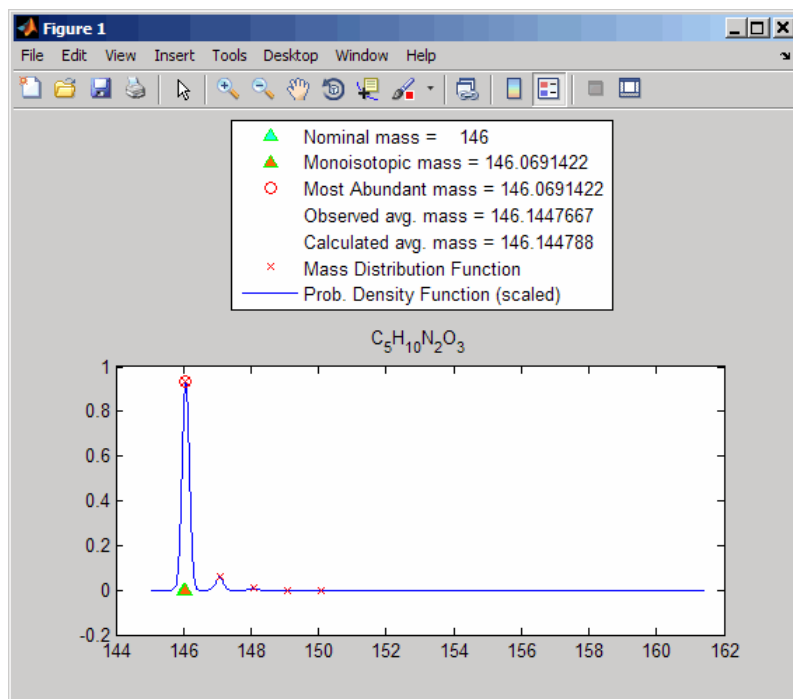 Figure 1
File Edit View Insert Tools Desktop Window Help
Nominal mass = 146
Monoisotopic mass = 146.0691422
Most Abundant mass = 146.0691422
Observed avg. mass = 146.1447667
Calculated avg. mass = 146.144788
Mass Distribution Function
Prob. Density Function (scaled)
C₅H₁₀N₂O₃
1
0.8
0.6
0.4
0.2
0
-0.2
144 146 148 150 152 154 156 158 160 162